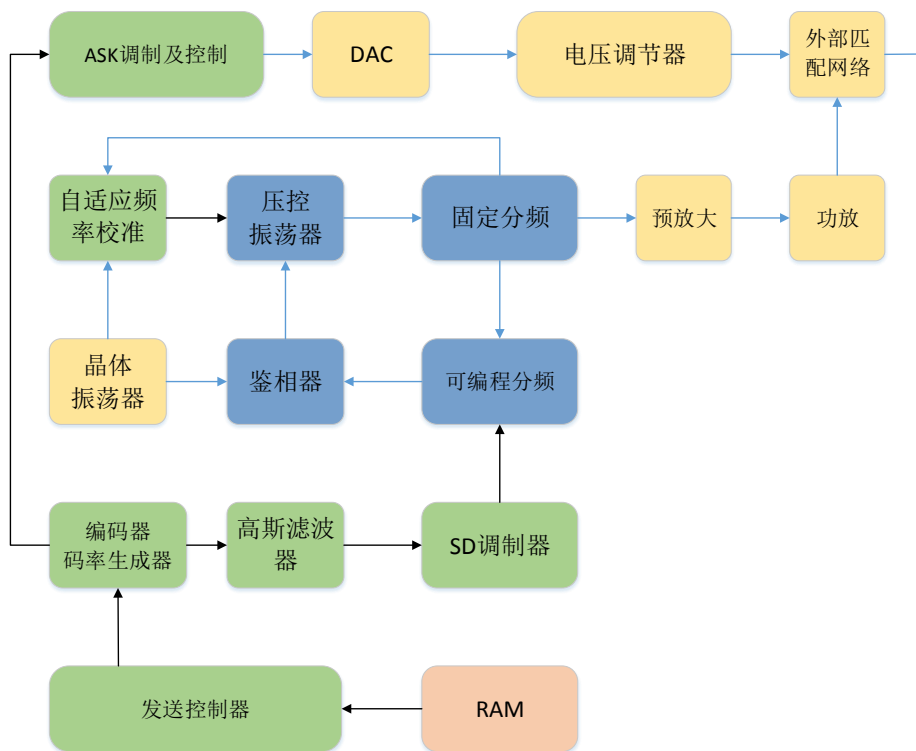 ASK调制及控制
DAC
电压调节器
外部匹
配网络
自适应频
率校准
压控
振荡器
固定分频
预放大
功放
晶体
振荡器
鉴相器
可编程分频
编码器
码率生成器
高斯滤波
器
SD调制器
发送控制器
RAM